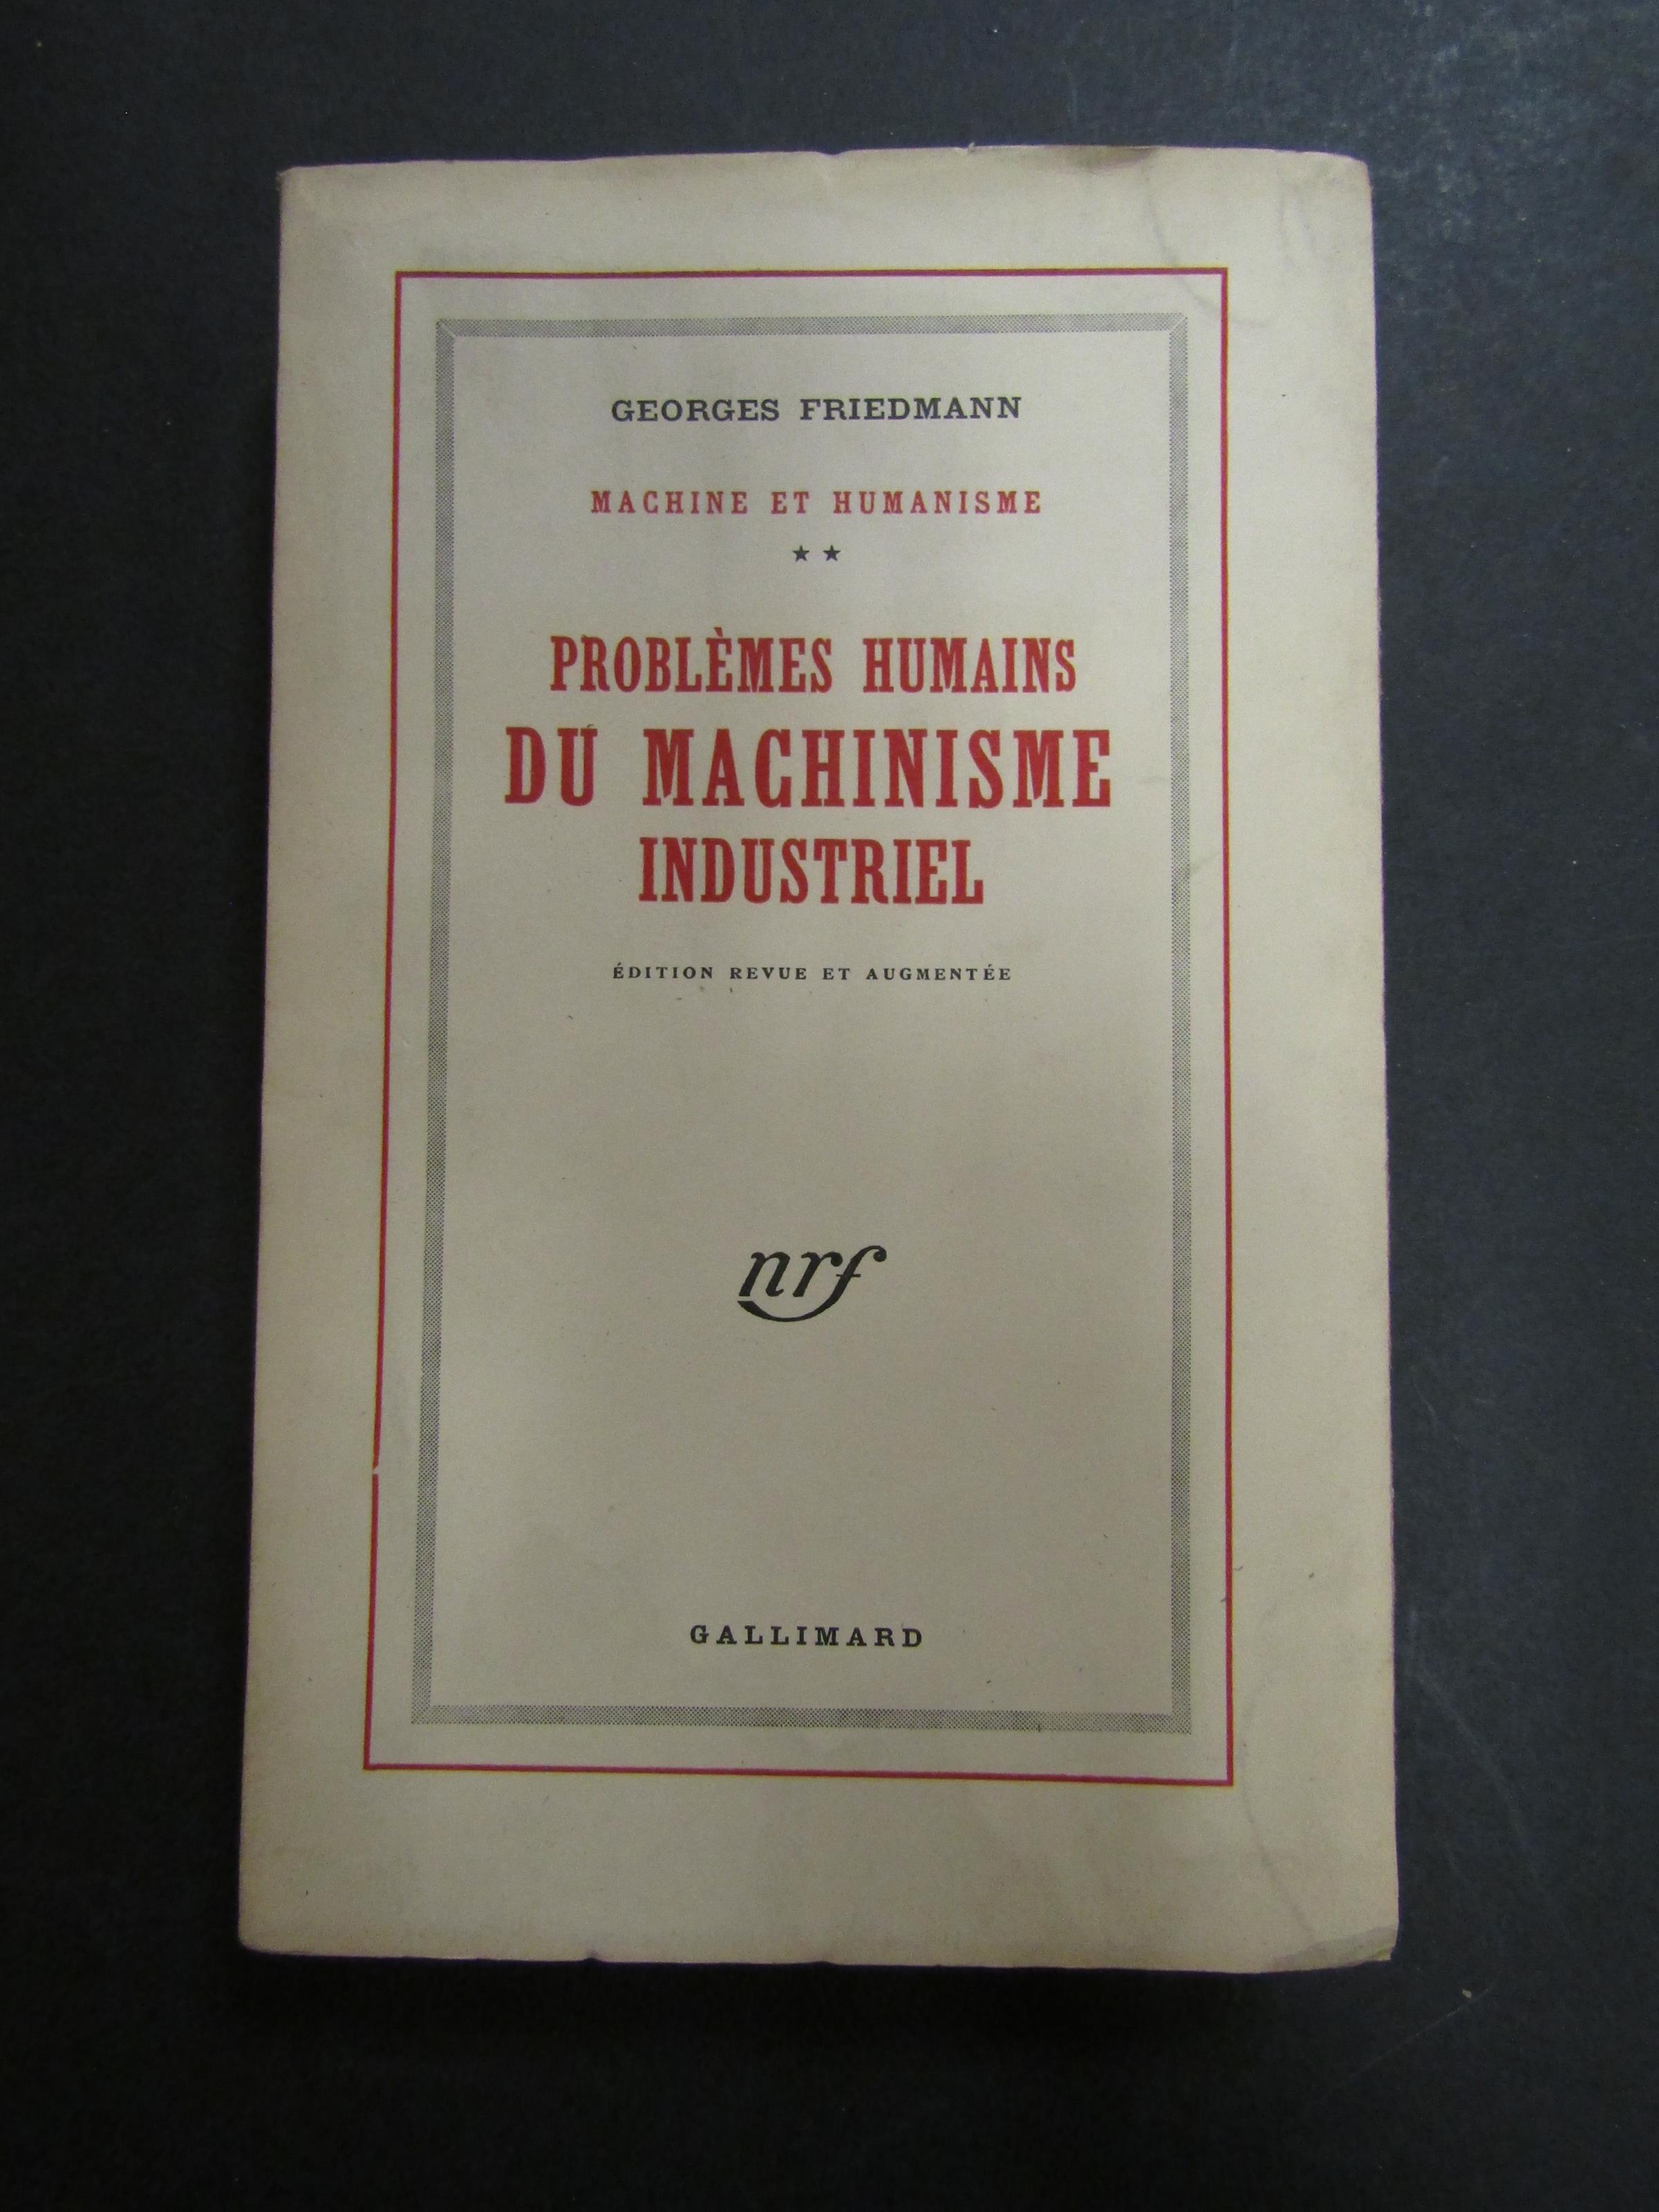 GEORGES FRIEDMANN
MACHINE ET HUMANISME
★ ★
PROBLÈMES HUMAINS
DU MACHINISME
INDUSTRIEL
ÉDITION REVUE ET AUGMENTÉE
nrf
GALLIMARD